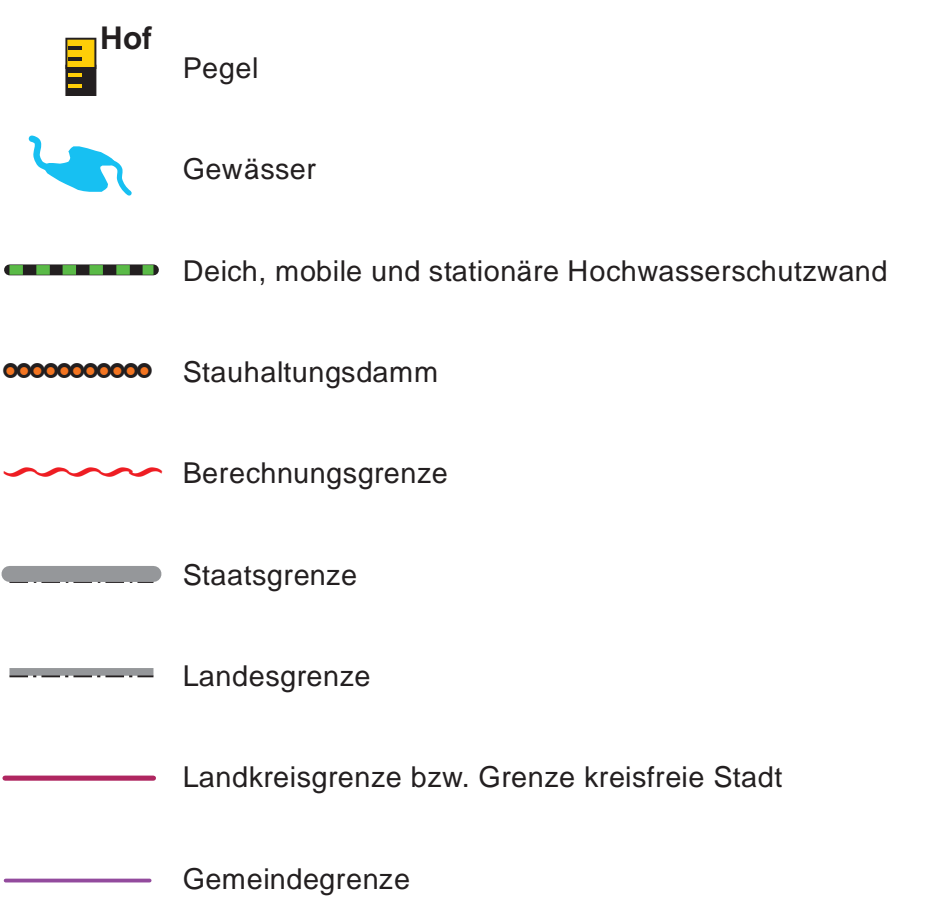 Hof
Pegel
Gewässer
Deich, mobile und stationäre Hochwasserschutzwand
Stauhaltungsdamm
Berechnungsgrenze
Staatsgrenze
Landesgrenze
Landkreisgrenze bzw. Grenze kreisfreie Stadt
Gemeindegrenze